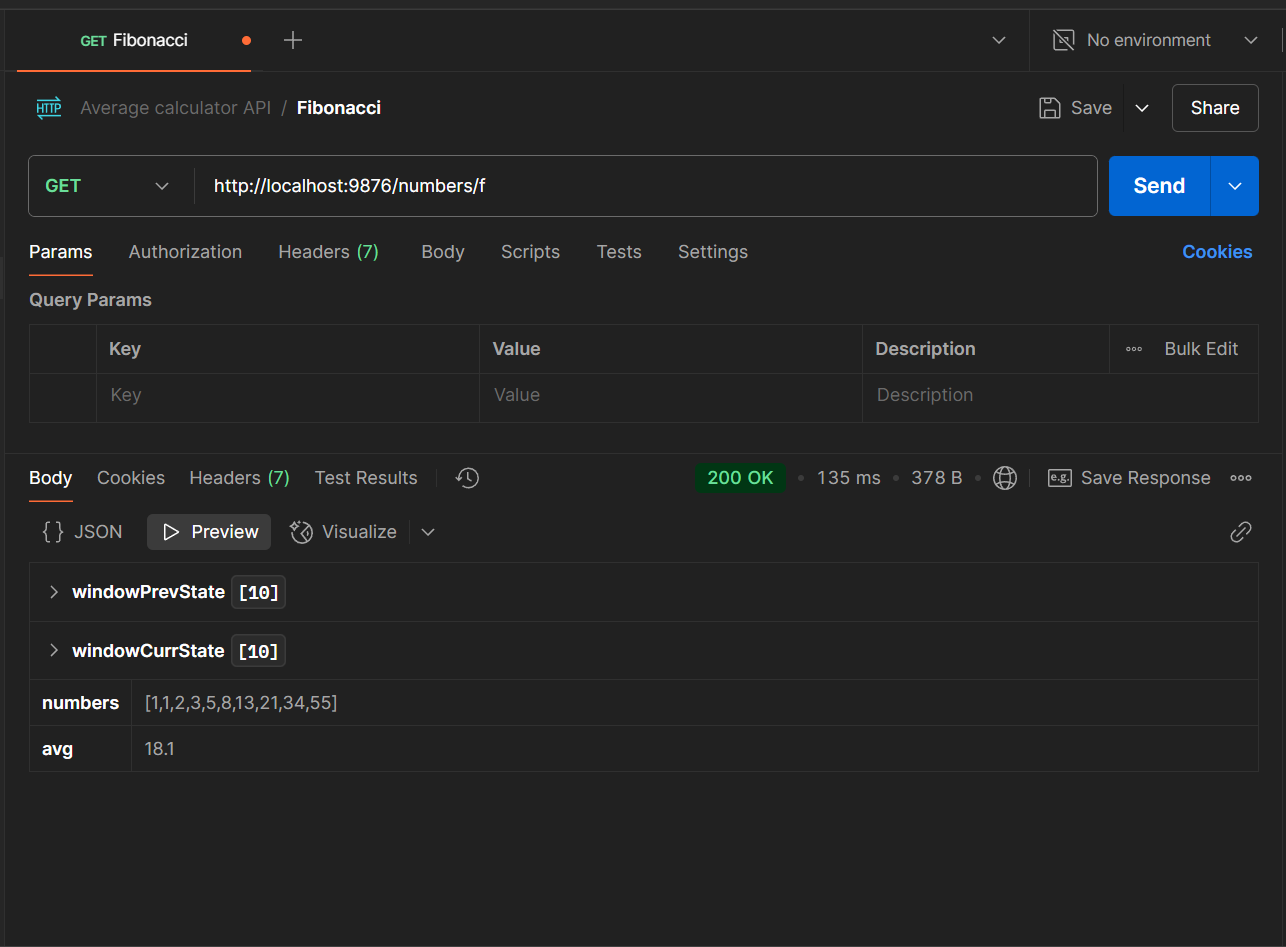 GET Fibonacci
No environment
HTTP Average calculator API / Fibonacci
Save
Share
GET http://localhost:9876/numbers/f
Send
Params Authorization Headers (7) Body Scripts Tests Settings
Cookies
Query Params
Key Value Description Bulk Edit
Key Value Description
Body Cookies Headers (7) Test Results
200 OK • 135 ms • 378 B • e.g. Save Response
{} JSON Preview Visualize
windowPrevState [10]
windowCurrState [10]
numbers [1,1,2,3,5,8,13,21,34,55]
avg 18.1